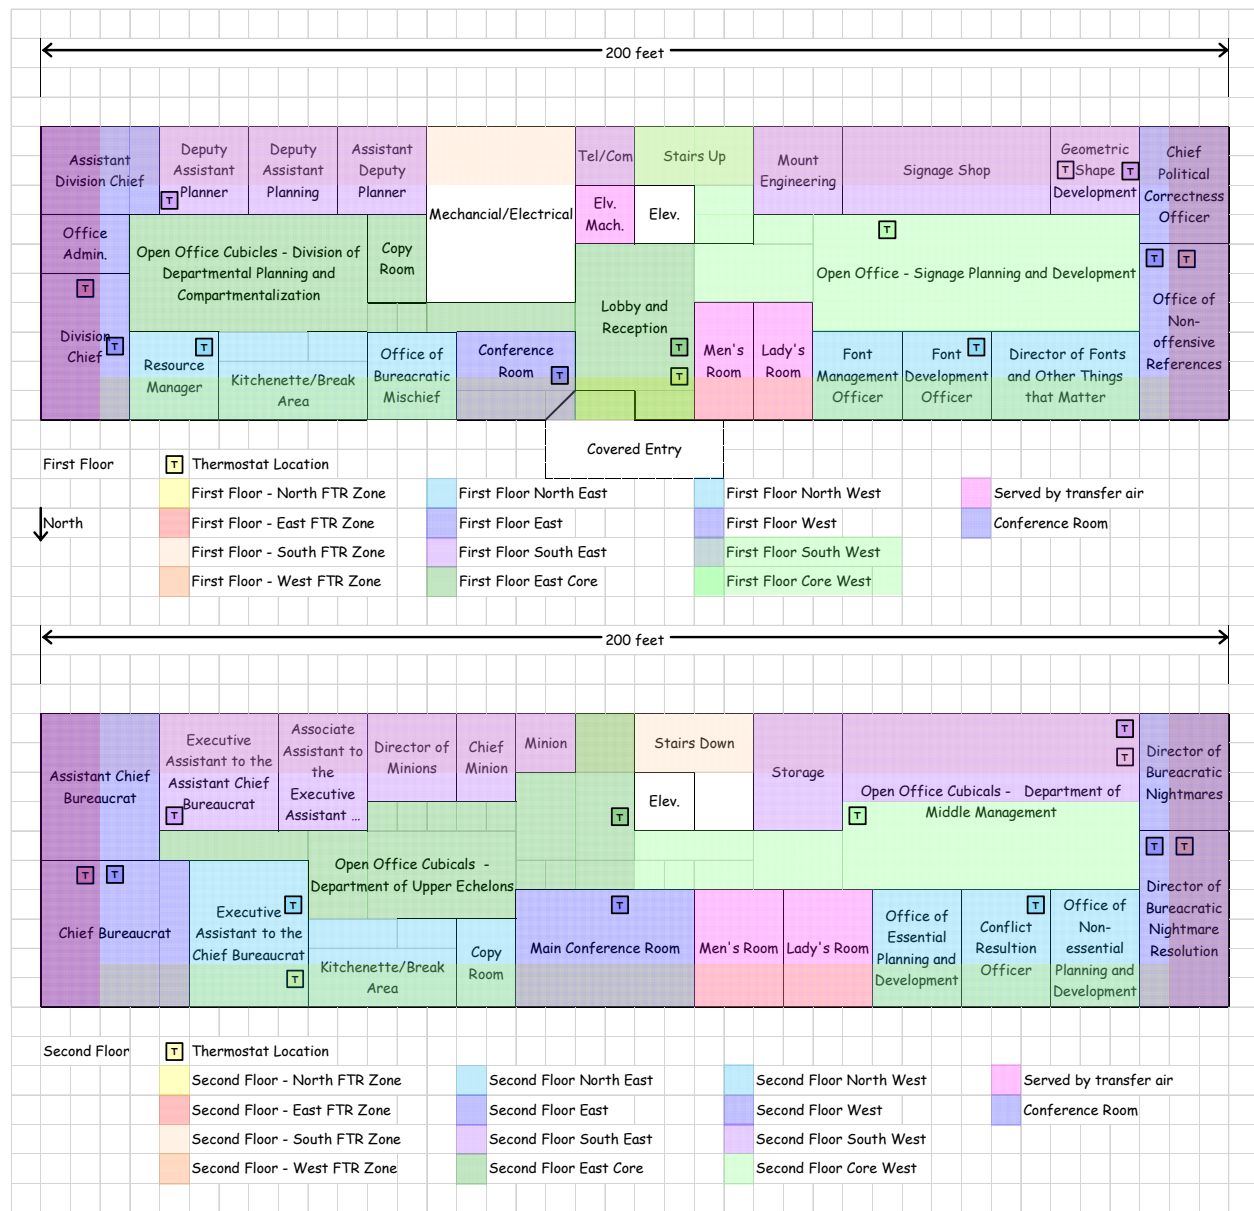 200 feet
Assistant
Division Chief
Deputy
Assistant
Planner
Deputy
Assistant
Planning
Assistant
Deputy
Planner
Mechancial/Electrical
Tel/Com
Stairs Up
Elv.
Mach.
Elev.
Mount
Engineering
Signage Shop
Geometric
Shape
Development
Chief
Political
Correctness
Officer
T
T
T
Office
Admin.
Open Office Cubicles - Division of
Departmental Planning and
Compartmentalization
Copy
Room
T
Open Office - Signage Planning and Development
T
T
T
Division
Chief
T
Lobby and
Reception
Office of
Non-
offensive
References
Resource
Manager
T
Kitchenette/Break
Area
Office of
Bureacratic
Mischief
Conference
Room
T
T
T
Men's
Room
Lady's
Room
Font
Management
Officer
Font
Development
Officer
T
Director of Fonts
and Other Things
that Matter
Covered Entry
First Floor
T Thermostat Location
First Floor - North FTR Zone
First Floor North East
First Floor North West
Served by transfer air
North
First Floor - East FTR Zone
First Floor East
First Floor West
Conference Room
First Floor - South FTR Zone
First Floor South East
First Floor South West
First Floor - West FTR Zone
First Floor East Core
First Floor Core West
200 feet
Assistant Chief
Bureaucrat
Executive
Assistant to the
Assistant Chief
Bureaucrat
T
Associate
Assistant to
the
Executive
Assistant ...
Director of
Minions
Chief
Minion
Minion
Stairs Down
Elev.
Storage
T
T
Open Office Cubicals - Department of
Middle Management
T
T
Director of
Bureacratic
Nightmares
T
T
Chief Bureaucrat
T
T
Executive
Assistant to the
Chief Bureaucrat
T
T
Open Office Cubicals -
Department of Upper Echelons
Kitchenette/Break
Area
Copy
Room
T
Main Conference Room
Men's Room
Lady's Room
Office of
Essential
Planning and
Development
T
Conflict
Resultion
Officer
Office of
Non-
essential
Planning and
Development
Director of
Bureacratic
Nightmare
Resolution
Second Floor
T Thermostat Location
Second Floor - North FTR Zone
Second Floor North East
Second Floor North West
Served by transfer air
Second Floor - East FTR Zone
Second Floor East
Second Floor West
Conference Room
Second Floor - South FTR Zone
Second Floor South East
Second Floor South West
Second Floor - West FTR Zone
Second Floor East Core
Second Floor Core West